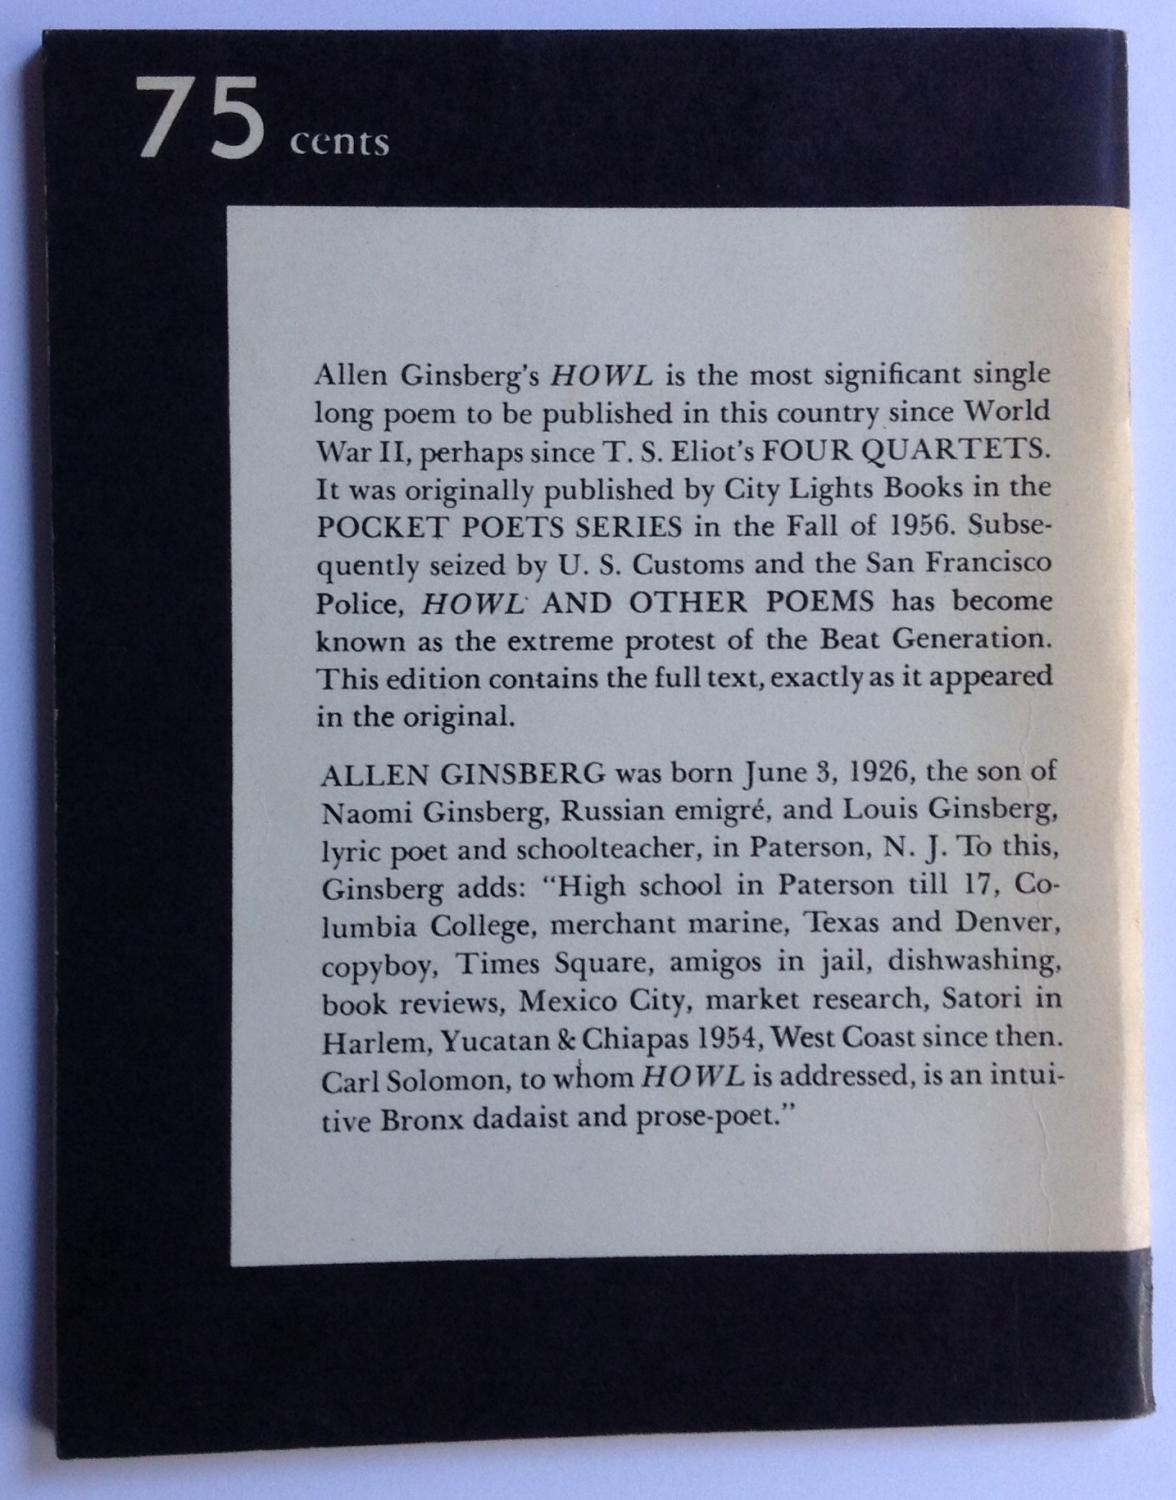 75 cents
Allen Ginsberg's HOWL is the most significant single
long poem to be published in this country since World
War II, perhaps since T. S. Eliot's FOUR QUARTETS.
It was originally published by City Lights Books in the
POCKET POETS SERIES in the Fall of 1956. Subse-
quently seized by U. S. Customs and the San Francisco
Police, HOWL AND OTHER POEMS has become
known as the extreme protest of the Beat Generation.
This edition contains the full text, exactly as it appeared
in the original.
ALLEN GINSBERG was born June 3, 1926, the son of
Naomi Ginsberg, Russian emigré, and Louis Ginsberg,
lyric poet and schoolteacher, in Paterson, N. J. To this,
Ginsberg adds: “High school in Paterson till 17, Co-
lumbia College, merchant marine, Texas and Denver,
copyboy, Times Square, amigos in jail, dishwashing,
book reviews, Mexico City, market research, Satori in
Harlem, Yucatan & Chiapas 1954, West Coast since then.
Carl Solomon, to whom HOWL is addressed, is an intui-
tive Bronx dadaist and prose-poet.”